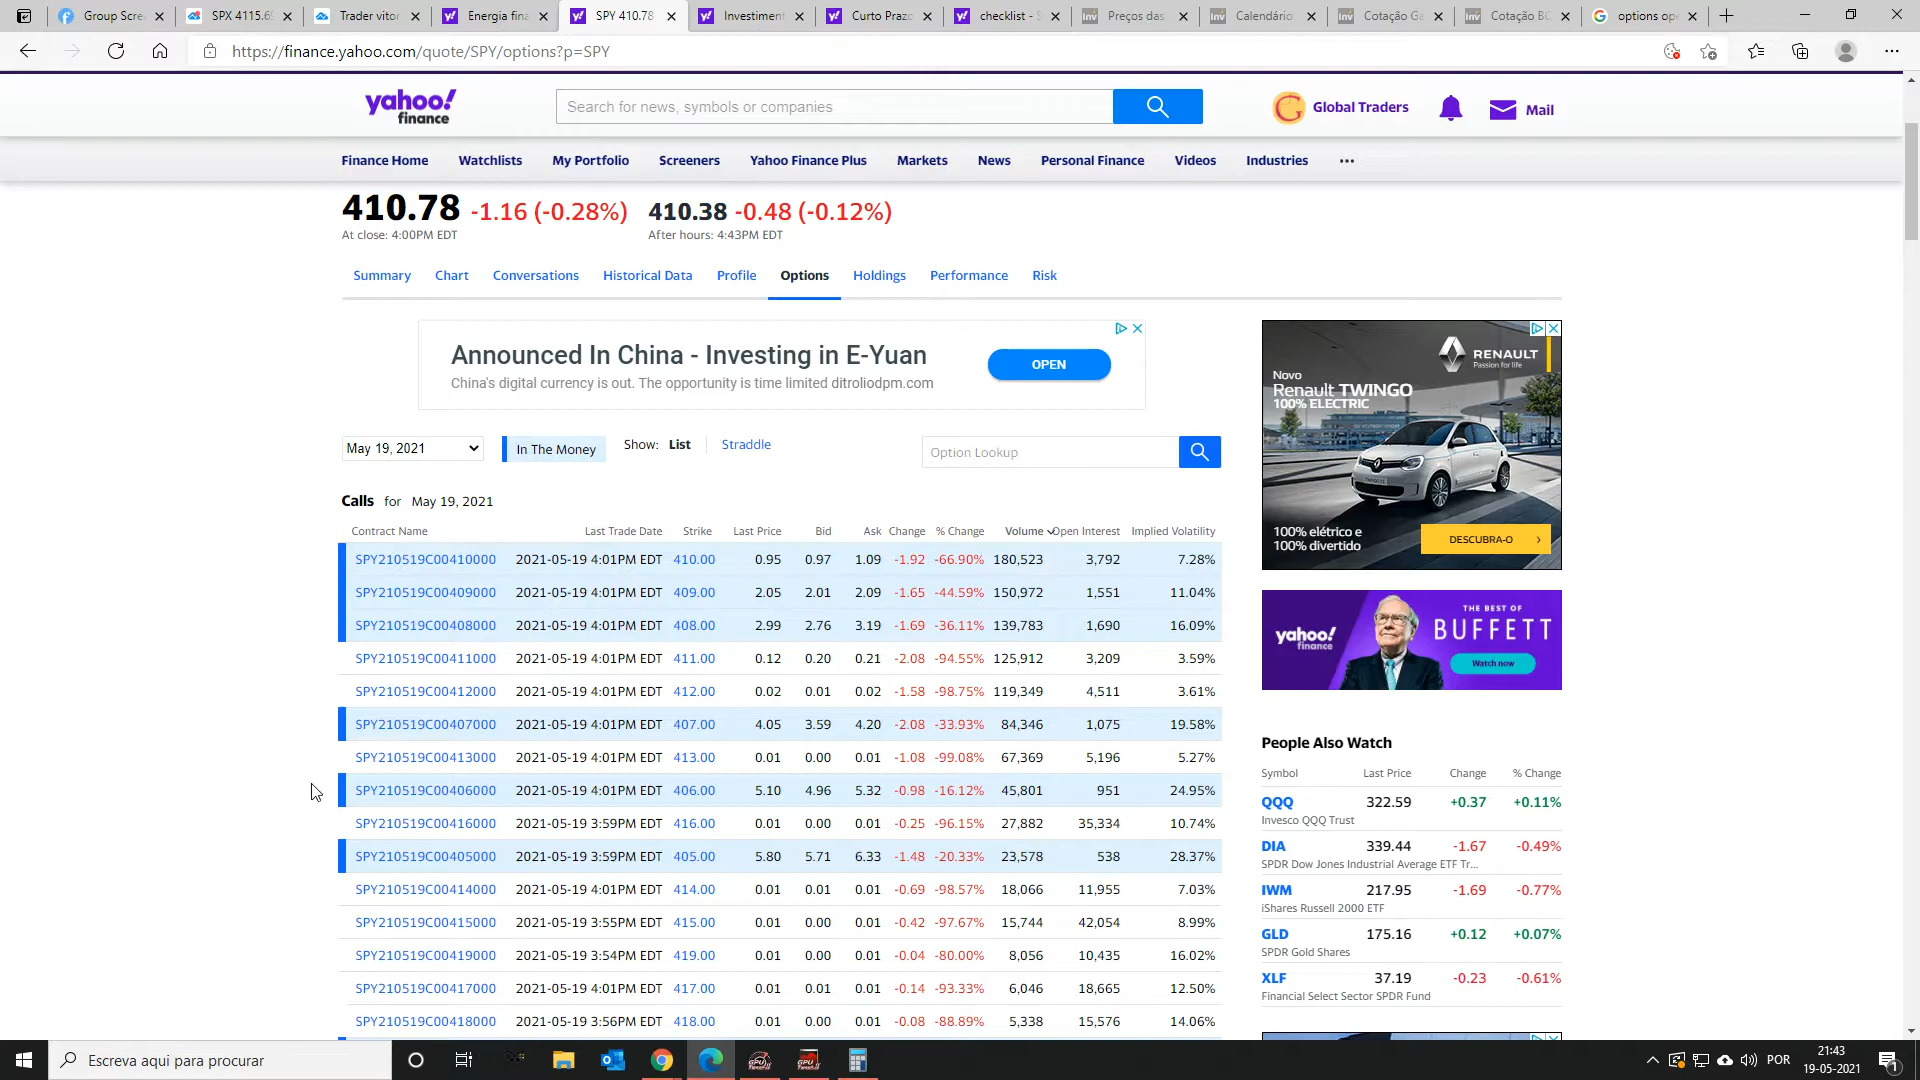 Group Scre
SPX 4115.6
Trader vitor
Energia fina
SPY 410.78
Investimen
Curto Prazo
checklist - S
Preços das
Calendário
Cotação Ga
Cotação BC
options op
https://finance.yahoo.com/quote/SPY/options?p=SPY
yahoo!
finance
Search for news, symbols or companies
Global Traders
Mail
Finance Home Watchlists My Portfolio Screeners Yahoo Finance Plus Markets News Personal Finance Videos Industries •••
410.78 -1.16 (-0.28%) 410.38 -0.48 (-0.12%)
At close: 4:00PM EDT After hours: 4:43PM EDT
Summary Chart Conversations Historical Data Profile Options Holdings Performance Risk
Announced In China - Investing in E-Yuan
China's digital currency is out. The opportunity is time limited ditroliodpm.com
OPEN
RENAULT
Passion for life
Novo
Renault TWINGO
100% ELECTRIC
100% elétrico e
100% divertido
DESCUBRA-O
May 19, 2021 In The Money Show: List Straddle Option Lookup
Calls for May 19, 2021
Contract Name Last Trade Date Strike Last Price Bid Ask Change % Change Volume Open Interest Implied Volatility
SPY210519C00410000 2021-05-19 4:01PM EDT 410.00 0.95 0.97 1.09 -1.92 -66.90% 180,523 3,792 7.28%
SPY210519C00409000 2021-05-19 4:01PM EDT 409.00 2.05 2.01 2.09 -1.65 -44.59% 150,972 1,551 11.04%
SPY210519C00408000 2021-05-19 4:01PM EDT 408.00 2.99 2.76 3.19 -1.69 -36.11% 139,783 1,690 16.09%
SPY210519C00411000 2021-05-19 4:01PM EDT 411.00 0.12 0.20 0.21 -2.08 -94.55% 125,912 3,209 3.59%
SPY210519C00412000 2021-05-19 4:01PM EDT 412.00 0.02 0.01 0.02 -1.58 -98.75% 119,349 4,511 3.61%
SPY210519C00407000 2021-05-19 4:01PM EDT 407.00 4.05 3.59 4.20 -2.08 -33.93% 84,346 1,075 19.58%
SPY210519C00413000 2021-05-19 4:01PM EDT 413.00 0.01 0.00 0.01 -1.08 -99.08% 67,369 5,196 5.27%
SPY210519C00406000 2021-05-19 4:01PM EDT 406.00 5.10 4.96 5.32 -0.98 -16.12% 45,801 951 24.95%
SPY210519C00416000 2021-05-19 3:59PM EDT 416.00 0.01 0.00 0.01 -0.25 -96.15% 27,882 35,334 10.74%
SPY210519C00405000 2021-05-19 3:59PM EDT 405.00 5.80 5.71 6.33 -1.48 -20.33% 23,578 538 28.37%
SPY210519C00414000 2021-05-19 4:01PM EDT 414.00 0.01 0.01 0.01 -0.69 -98.57% 18,066 11,955 7.03%
SPY210519C00415000 2021-05-19 3:55PM EDT 415.00 0.01 0.00 0.01 -0.42 -97.67% 15,744 42,054 8.99%
SPY210519C00419000 2021-05-19 3:54PM EDT 419.00 0.01 0.00 0.01 -0.04 -80.00% 8,056 10,435 16.02%
SPY210519C00417000 2021-05-19 4:01PM EDT 417.00 0.01 0.01 0.01 -0.14 -93.33% 6,046 18,665 12.50%
SPY210519C00418000 2021-05-19 3:56PM EDT 418.00 0.01 0.00 0.01 -0.08 -88.89% 5,338 15,576 14.06%
yahoo!
finance
THE BEST OF
BUFFETT
Watch now
People Also Watch
Symbol Last Price Change % Change
QQQ 322.59 +0.37 +0.11%
Invesco QQQ Trust
DIA 339.44 -1.67 -0.49%
SPDR Dow Jones Industrial Average ETF Tr...
IWM 217.95 -1.69 -0.77%
iShares Russell 2000 ETF
GLD 175.16 +0.12 +0.07%
SPDR Gold Shares
XLF 37.19 -0.23 -0.61%
Financial Select Sector SPDR Fund
Escreva aqui para procurar
POR
21:43
19-05-2021
1